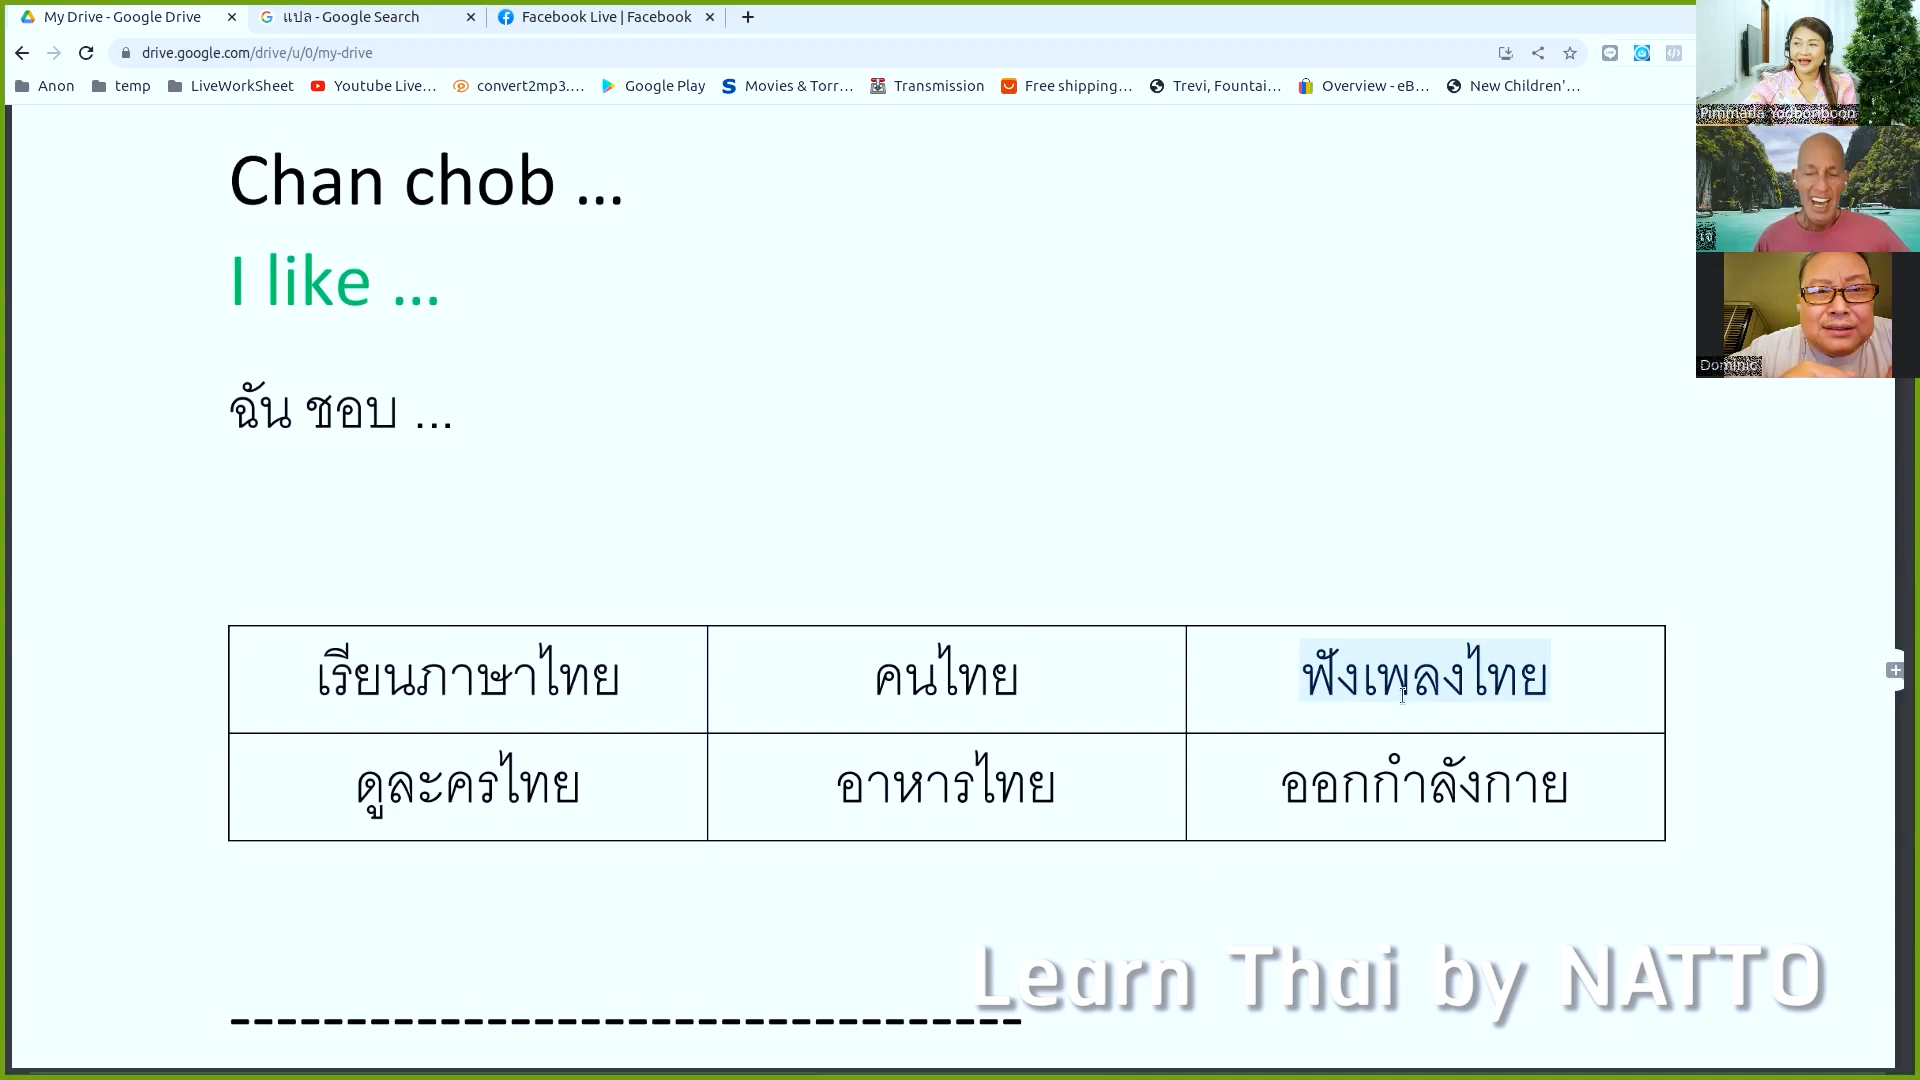 My Drive - Google Drive
แปล - Google Search
Facebook Live | Facebook
drive.google.com/drive/u/0/my-drive
Anon temp LiveWorkSheet Youtube Live... convert2mp3.... Google Play Movies & Torr... Transmission Free shipping... Trevi, Fountai... Overview - eB... New Children'...
Chan chob ...
I like ...
ฉัน ชอบ ...
เรียนภาษาไทย คนไทย ฟังเพลงไทย
ดูละครไทย อาหารไทย ออกกำลังกาย
Learn Thai by NATTO
Dominic